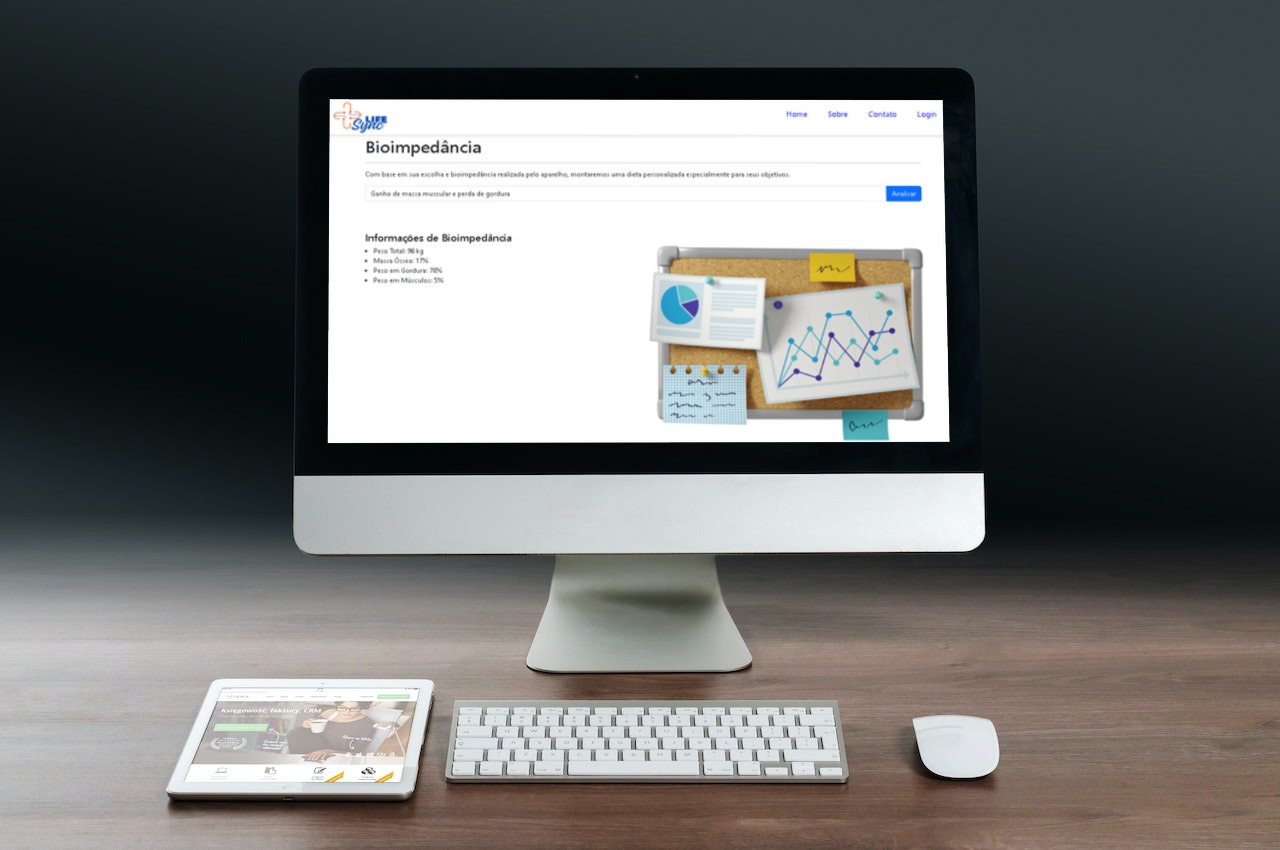 LIFE
Sync
Home Sobre Contato Login
Bioimpedância
Com base em sua escolha e bioimpedância realizada pelo aparelho, montaremos uma dieta personalizada especialmente para seus objetivos.
Ganho de massa muscular e perda de gordura
Analisar
Informações de Bioimpedância
Peso Total: 96 kg
Massa Óssea: 17%
Peso em Gordura: 78%
Peso em Músculos: 5%
Księgowość, faktury, CRM